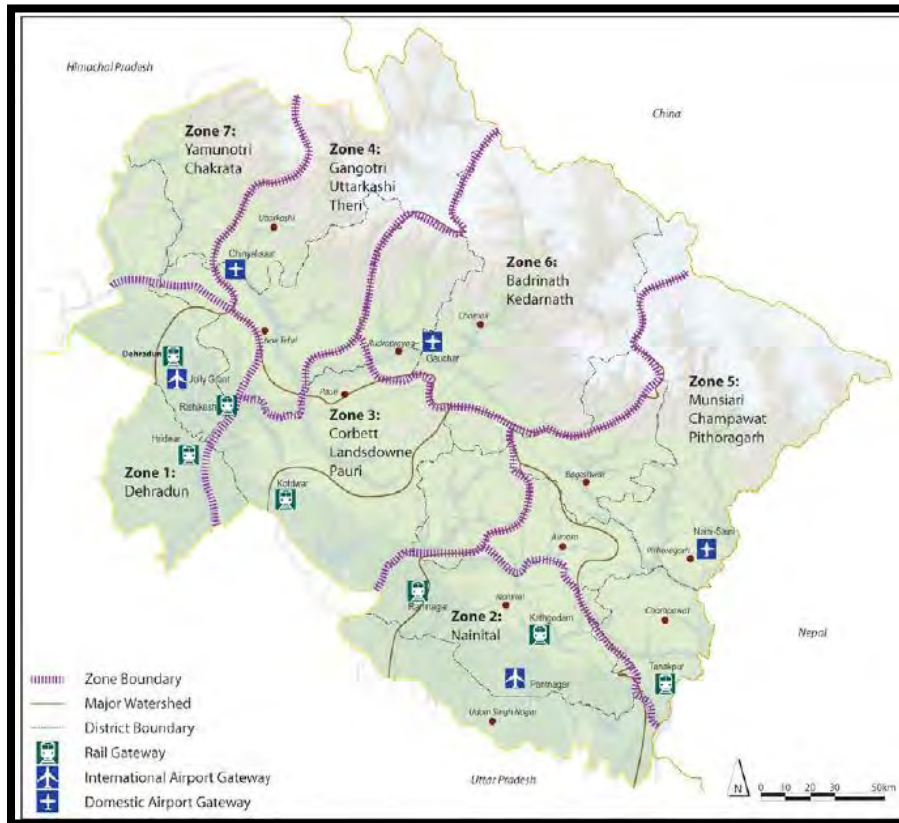 Himachal Pradesh
China
Zone 7:
Yamunotri
Chakrata
Zone 4:
Gangotri
Uttarkashi
Theri
Uttarkashi
Zone 6:
Badrinath
Kedarnath
Chamoli
Gauchar
Dehradun
Jolly Grant
Rishikesh
Haridwar
Pauri
Zone 5:
Munsiari
Champawat
Pithoragarh
Zone 3:
Corbett
Landsdowne
Pauri
Zone 1:
Dehradun
Kotdwar
Bageshwar
Almora
Naini-Saini
Pithoragarh
Ramnagar
Nainital
Zone 2:
Nainital
Kathgodam
Champawat
Nepal
Tanakpur
Pantnagar
Udham Singh Nagar
Uttar Pradesh
Zone Boundary
Major Watershed
District Boundary
Rail Gateway
International Airport Gateway
Domestic Airport Gateway
N
0 10 20 30 50km